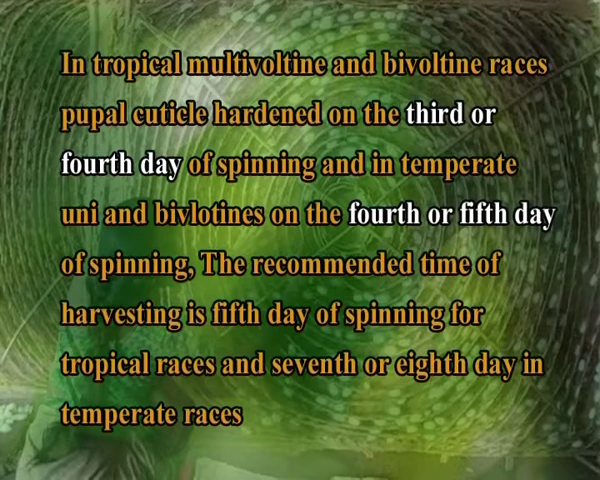 In tropical multivoltine and bivoltine races
pupal cuticle hardened on the third or
fourth day of spinning and in temperate
uni and bivlotines on the fourth or fifth day
of spinning, The recommended time of
harvesting is fifth day of spinning for
tropical races and seventh or eighth day in
temperate races